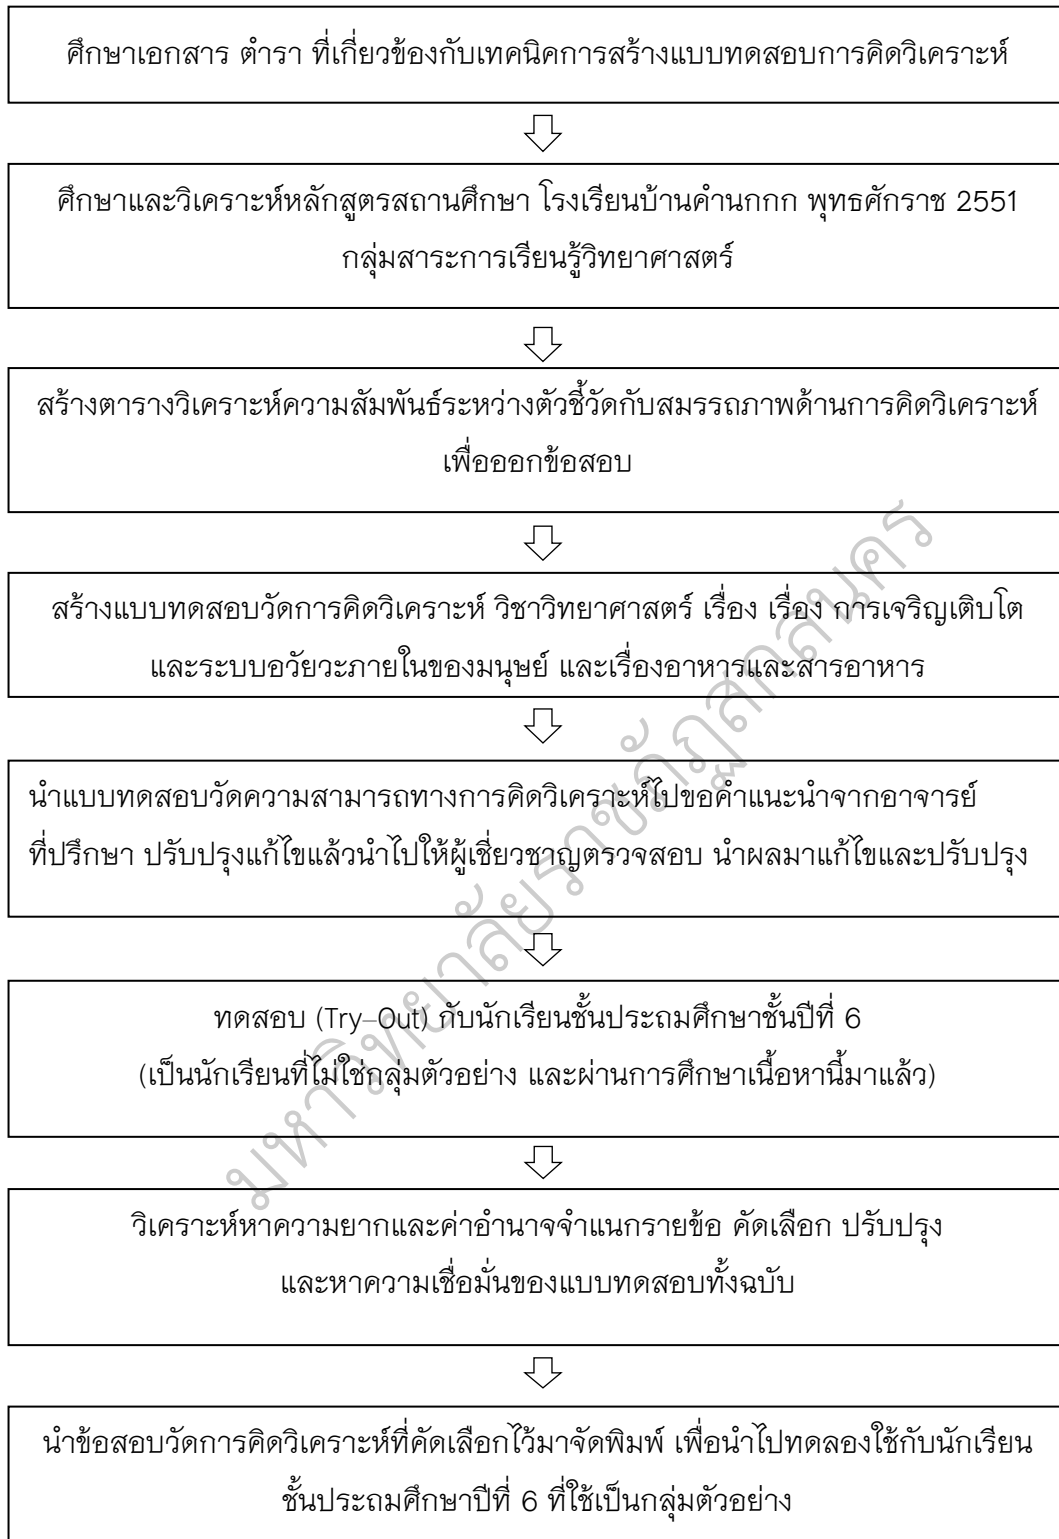 ศึกษาเอกสาร ตำรา ที่เกี่ยวข้องกับเทคนิคการสร้างแบบทดสอบการคิดวิเคราะห์
ศึกษาและวิเคราะห์หลักสูตรสถานศึกษา โรงเรียนบ้านคำนกกก พุทธศักราช 2551
กลุ่มสาระการเรียนรู้วิทยาศาสตร์
สร้างตารางวิเคราะห์ความสัมพันธ์ระหว่างตัวชี้วัดกับสมรรถภาพด้านการคิดวิเคราะห์
เพื่อออกข้อสอบ
สร้างแบบทดสอบวัดการคิดวิเคราะห์ วิชาวิทยาศาสตร์ เรื่อง เรื่อง การเจริญเติบโต
และระบบอวัยวะภายในของมนุษย์ และเรื่องอาหารและสารอาหาร
นำแบบทดสอบวัดความสามารถทางการคิดวิเคราะห์ไปขอคำแนะนำจากอาจารย์
ที่ปรึกษา ปรับปรุงแก้ไขแล้วนำไปให้ผู้เชี่ยวชาญตรวจสอบ นำผลมาแก้ไขและปรับปรุง
ทดสอบ (Try-Out) กับนักเรียนชั้นประถมศึกษาชั้นปีที่ 6
(เป็นนักเรียนที่ไม่ใช่กลุ่มตัวอย่าง และผ่านการศึกษาเนื้อหานี้มาแล้ว)
วิเคราะห์หาความยากและค่าอำนาจจำแนกรายข้อ คัดเลือก ปรับปรุง
และหาความเชื่อมั่นของแบบทดสอบทั้งฉบับ
นำข้อสอบวัดการคิดวิเคราะห์ที่คัดเลือกไว้มาจัดพิมพ์ เพื่อนำไปทดลองใช้กับนักเรียน
ชั้นประถมศึกษาปีที่ 6 ที่ใช้เป็นกลุ่มตัวอย่าง
มหาวิทยาลัยราชภัฏสกลนคร